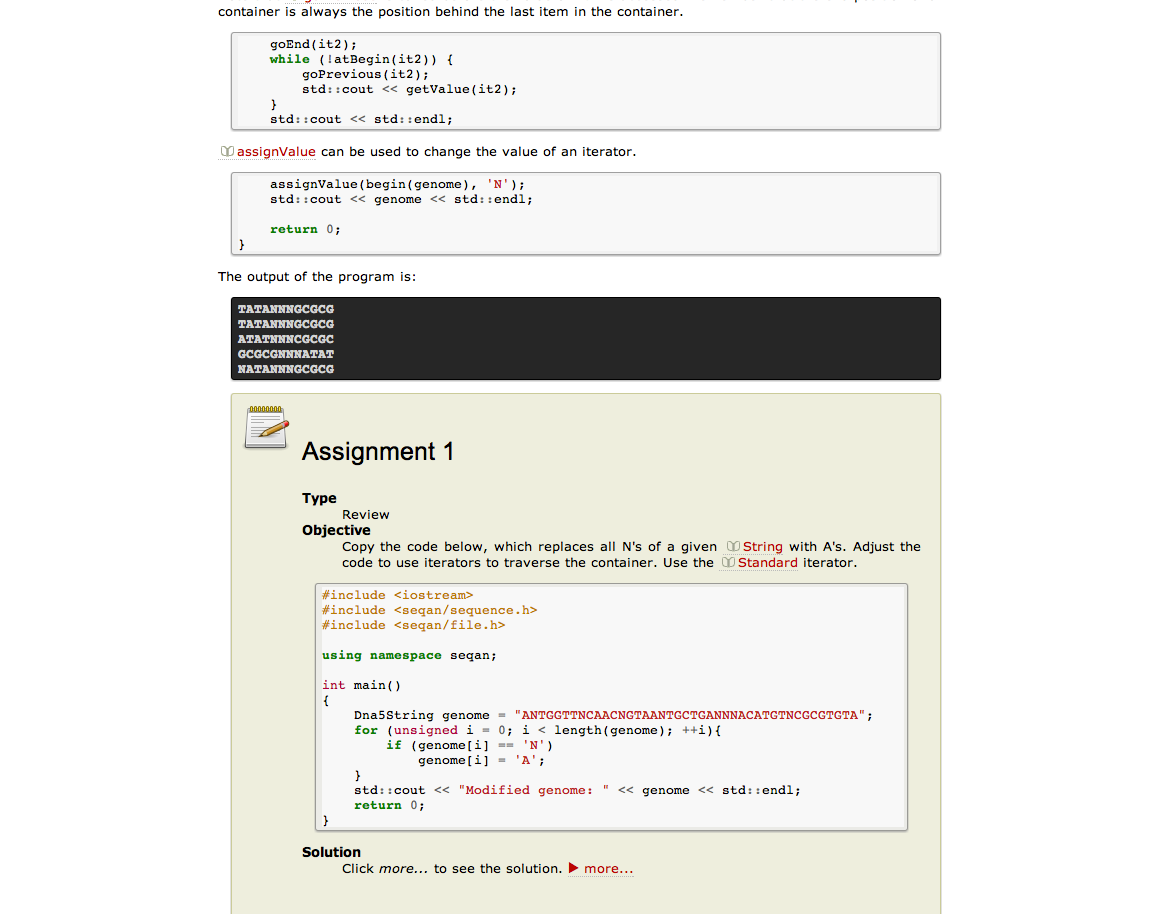 container is always the position behind the last item in the container.
goEnd(it2);
while (!atBegin(it2)) {
goPrevious(it2);
std::cout << getValue(it2);
}
std::cout << std::endl;
assignValue can be used to change the value of an iterator.
assignValue(begin(genome), 'N');
std::cout << genome << std::endl;
return 0;
}
The output of the program is:
TATANNNGCGCG
TATANNNGCGCG
ATATNNNCGCGC
GCGCGNNNATAT
NATANNNGCGCG
Assignment 1
Type
Review
Objective
Copy the code below, which replaces all N's of a given String with A's. Adjust the
code to use iterators to traverse the container. Use the Standard iterator.
#include <iostream>
#include <seqan/sequence.h>
#include <seqan/file.h>
using namespace seqan;
int main()
{
Dna5String genome = "ANTGGTTNCAACNGTAANTGCTGANNNACATGTNCGCGTGTA";
for (unsigned i = 0; i < length(genome); ++i){
if (genome[i] == 'N')
genome[i] = 'A';
}
std::cout << "Modified genome: " << genome << std::endl;
return 0;
}
Solution
Click more... to see the solution. more...